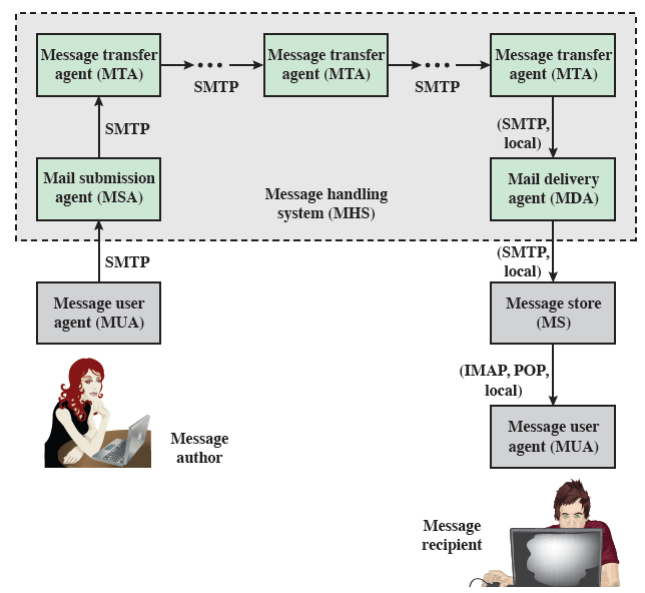 Message transfer
agent (MTA)
SMTP
Message transfer
agent (MTA)
SMTP
Message transfer
agent (MTA)
SMTP
(SMTP,
local)
Mail submission
agent (MSA)
Message handling
system (MHS)
Mail delivery
agent (MDA)
SMTP
(SMTP,
local)
Message user
agent (MUA)
Message store
(MS)
(IMAP, POP,
local)
Message
author
Message user
agent (MUA)
Message
recipient